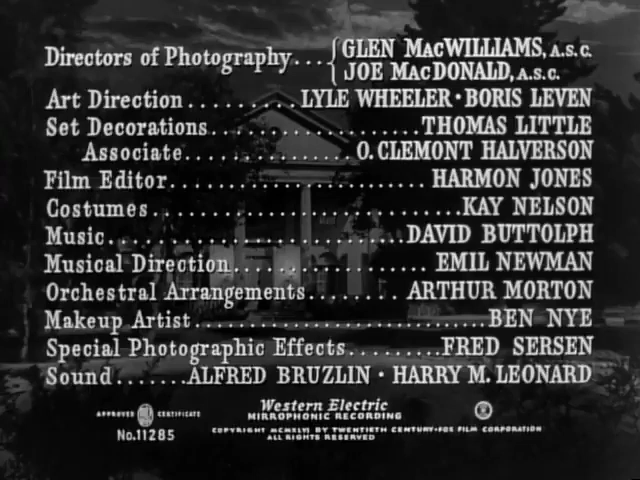 Directors of Photography... { GLEN MacWILLIAMS, A.S.C.
JOE MacDONALD, A.S.C.
Art Direction..........LYLE WHEELER · BORIS LEVEN
Set Decorations....................THOMAS LITTLE
Associate................O. CLEMONT HALVERSON
Film Editor........................HARMON JONES
Costumes.............................KAY NELSON
Music............................DAVID BUTTOLPH
Musical Direction..................EMIL NEWMAN
Orchestral Arrangements........ARTHUR MORTON
Makeup Artist...........................BEN NYE
Special Photographic Effects.........FRED SERSEN
Sound.......ALFRED BRUZLIN · HARRY M. LEONARD
APPROVED CERTIFICATE
No. 11285
Western Electric
MIRROPHONIC RECORDING
COPYRIGHT MCMXLVI BY TWENTIETH CENTURY-FOX FILM CORPORATION
ALL RIGHTS RESERVED